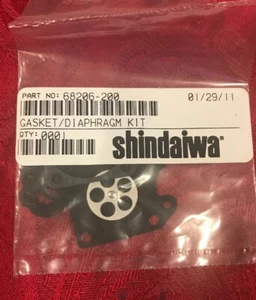 PART NO: 68206-200 01/29/11
GASKET/DIAPHRAGM KIT
QTY: 0001
shindaiwa®